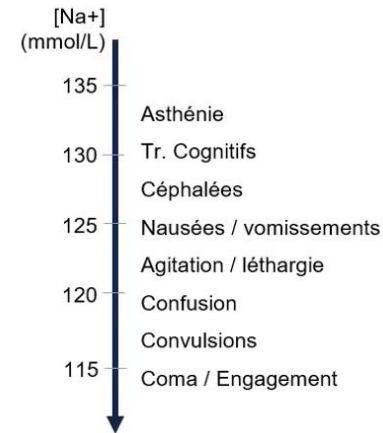 [Na+]
(mmol/L)
135
Asthénie
130
Tr. Cognitifs
Céphalées
125
Nausées / vomissements
Agitation / léthargie
120
Confusion
Convulsions
115
Coma / Engagement